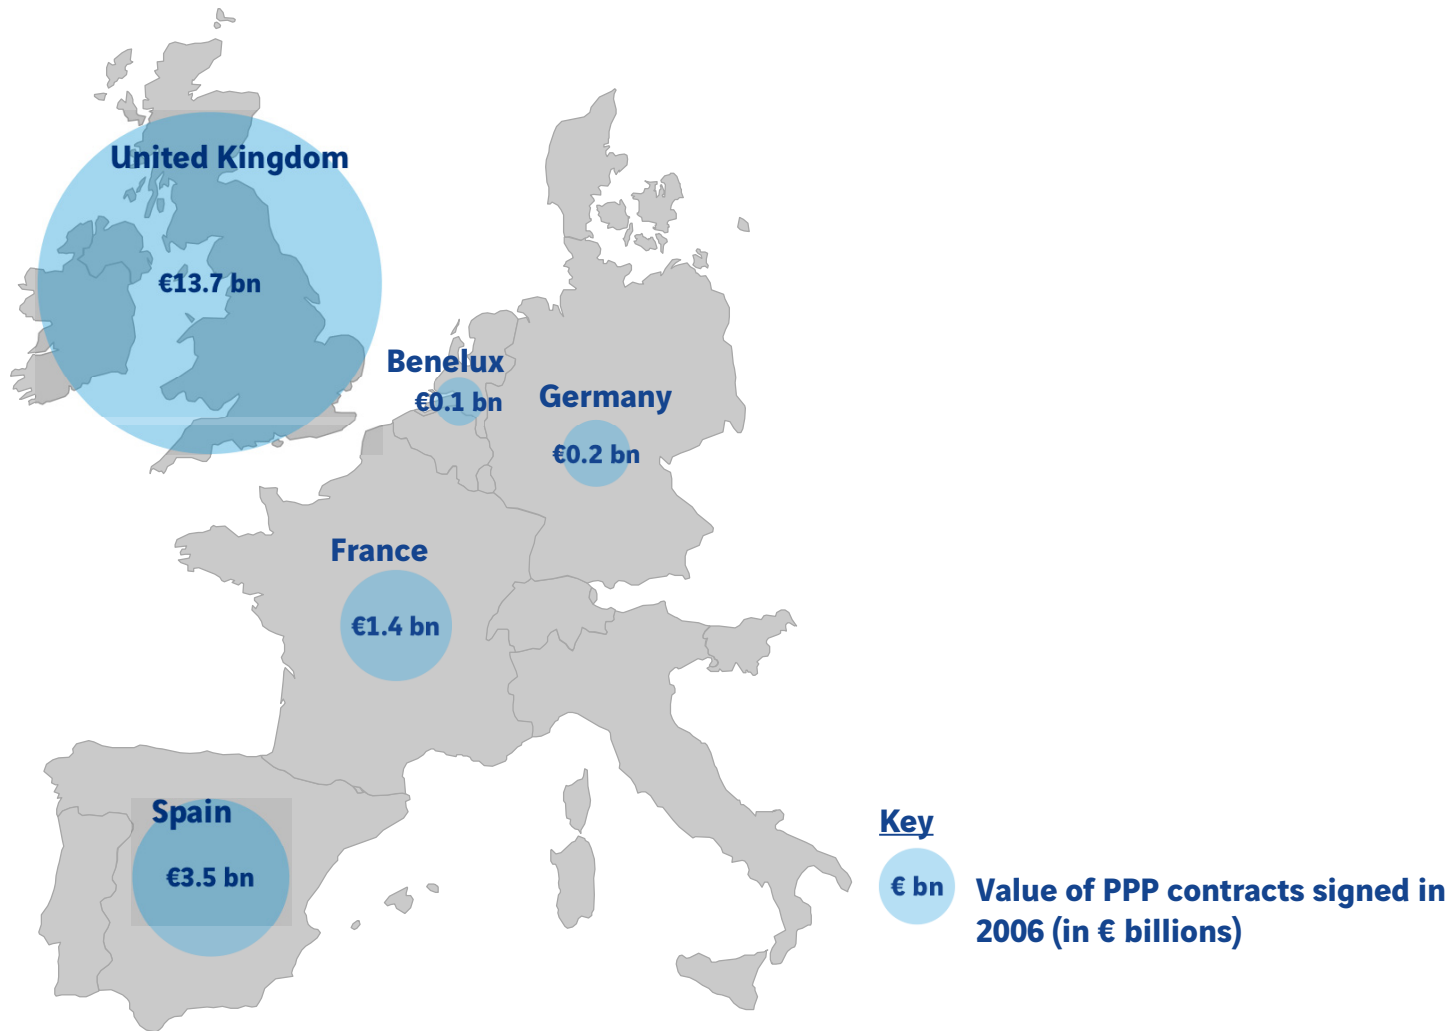 United Kingdom
€13.7 bn
Benelux
€0.1 bn
Germany
€0.2 bn
France
€1.4 bn
Spain
€3.5 bn
Key
€ bn
Value of PPP contracts signed in
2006 (in € billions)